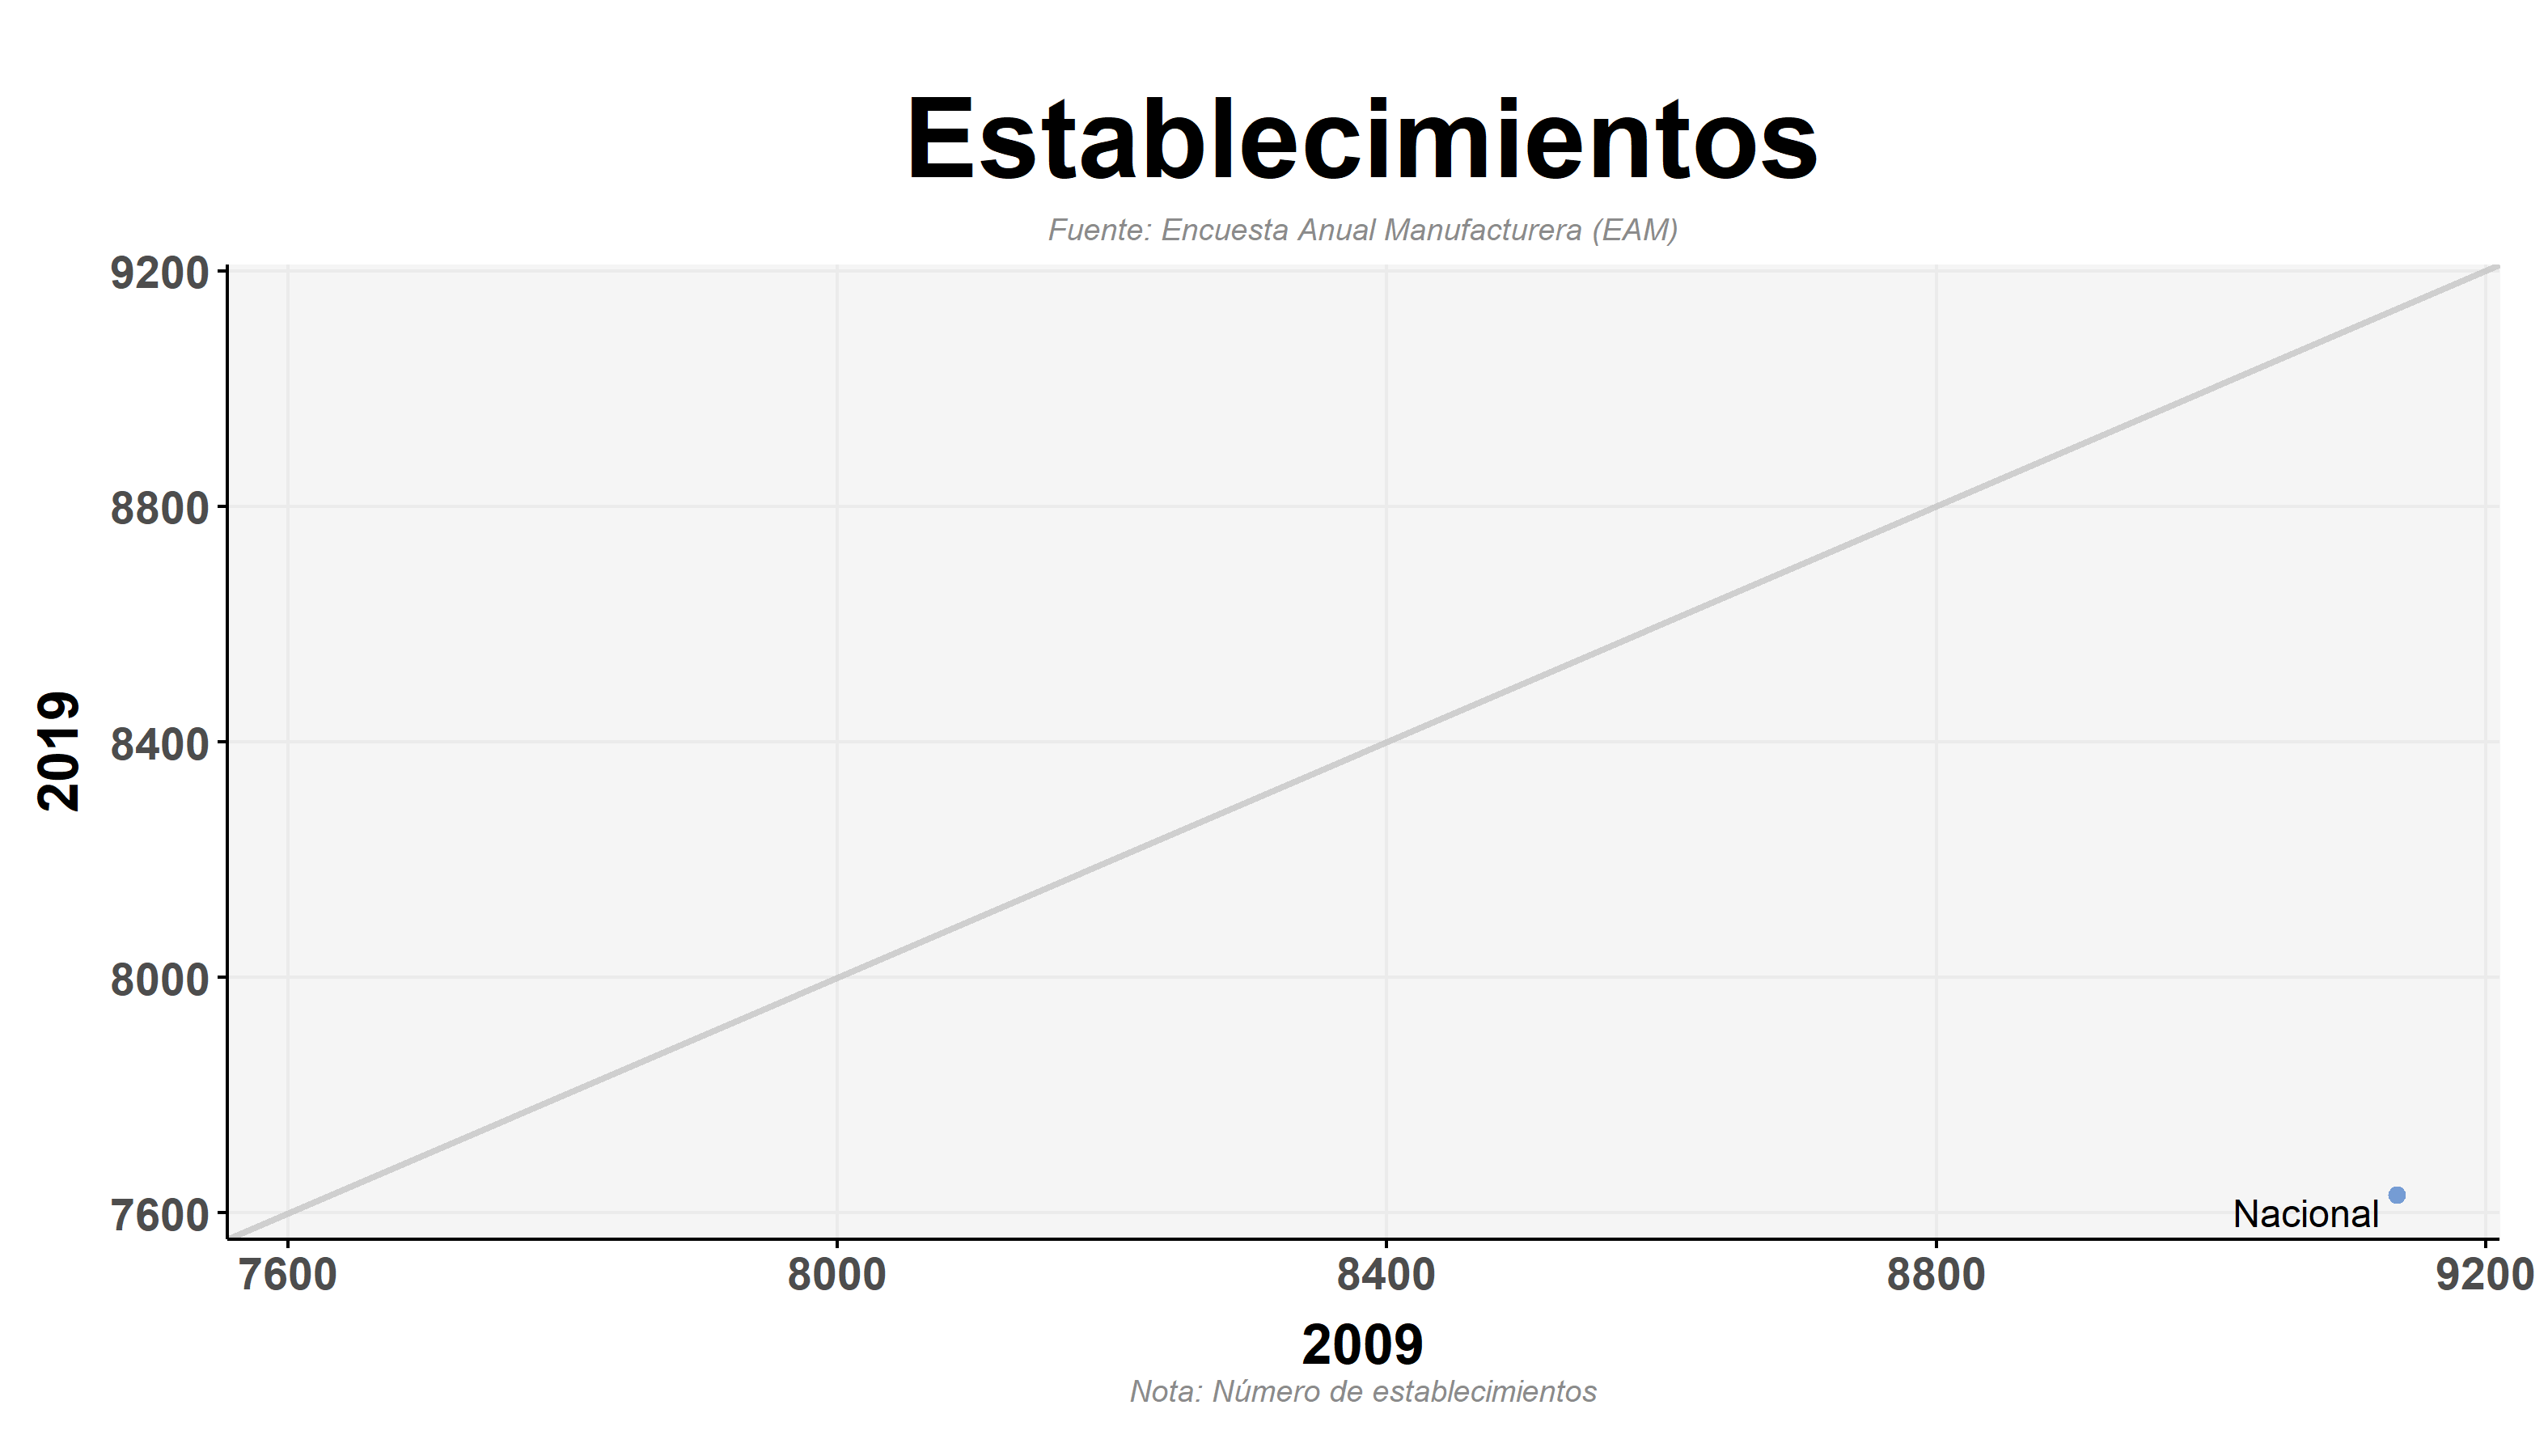 Establecimientos
Fuente: Encuesta Anual Manufacturera (EAM)
9200
8800
8400
8000
7600
2019
Nacional
7600 8000 8400 8800 9200
2009
Nota: Número de establecimientos